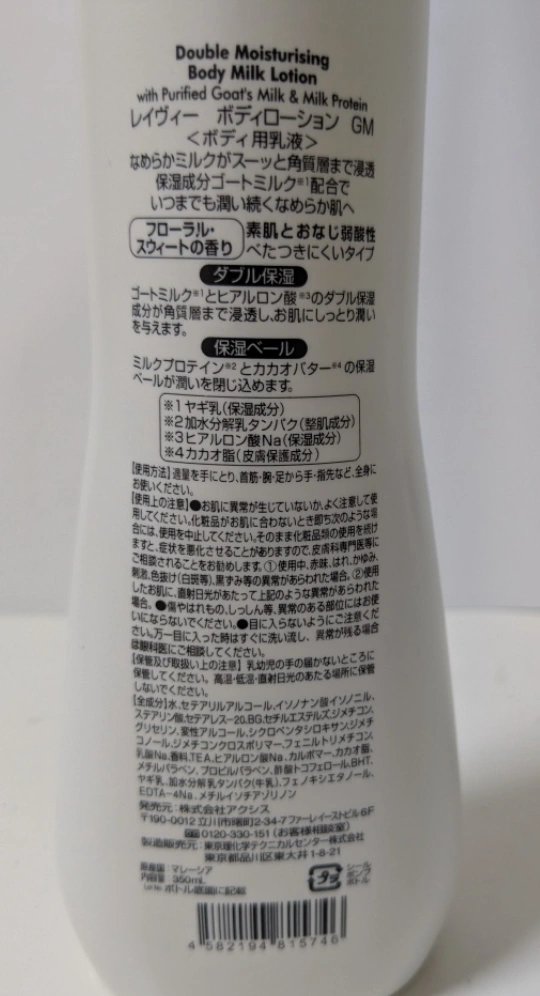 Double Moisturising
Body Milk Lotion
with Purified Goat's Milk & Milk Protein
レイヴィー ボディローション GM
＜ボディ用乳液＞
なめらかミルクがスーッと角質層まで浸透
保湿成分ゴートミルク※1配合で
いつまでも潤い続くなめらか肌へ
フローラル・
スウィートの香り
素肌とおなじ弱酸性
べたつきにくいタイプ
ダブル保湿
ゴートミルク※1とヒアルロン酸※3のダブル保湿
成分が角質層まで浸透し、お肌にしっとり潤い
を与えます。
保湿ベール
ミルクプロテイン※2とカカオバター※4の保湿
ベールが潤いを閉じ込めます。
※1ヤギ乳(保湿成分)
※2加水分解乳タンパク(整肌成分)
※3ヒアルロン酸Na(保湿成分)
※4カカオ脂(皮膚保護成分)
【使用方法】適量を手にとり、首筋・腕・足から手・指先など、全身に
お使いください。
【使用上の注意】●お肌に異常が生じていないか、よく注意して使
用してください。化粧品がお肌に合わないとき即ち次のような場
合には、使用を中止してください。そのまま化粧品類の使用を続け
ますと、症状を悪化させることがありますので、皮膚科専門医等に
ご相談されることをお勧めします。①使用中、赤味、はれ、かゆみ、
刺激、色抜け(白斑等)、黒ずみ等の異常があらわれた場合。②使用
したお肌に、直射日光があたって上記のような異常があらわれた
場合。●傷やはれもの、しっしん等、異常のある部位にはお使
いにならないでください。●目に入らないようにご注意くだ
さい。万一目に入った時はすぐに洗い流し、異常が残る場合
は眼科医にご相談してください。
【保管及び取扱い上の注意】乳幼児の手の届かないところに
保管してください。高温・低温・直射日光のあたる場所に保管
しないでください。
【全成分】水、セテアリルアルコール、イソノナン酸イソノニル、
ステアリン酸、セテアレス-20、BG、セチルエステルズ、ジメチコン、
グリセリン、変性アルコール、シクロペンタシロキサン、ジメチ
コノール、ジメチコンクロスポリマー、フェニルトリメチコン、
乳酸Na、香料、TEA、ヒアルロン酸Na、カルボマー、カカオ脂、
メチルパラベン、プロピルパラベン、酢酸トコフェロール、BHT、
ヤギ乳、加水分解乳タンパク(牛乳)、フェノキシエタノール、
EDTA-4Na、メチルイソチアゾリノン
発売元：株式会社アクシス
〒190-0012 立川市曙町2-34-7ファーレイーストビル6F
0120-330-151(お客様相談室)
製造販売元：東京理化学テクニカルセンター株式会社
東京都品川区東大井1-8-21
原産国 マレーシア
内容量 350mL
Lot No. ボトル底面に記載
プラ
シール
ポンプ
ボトル
4 582194 815746